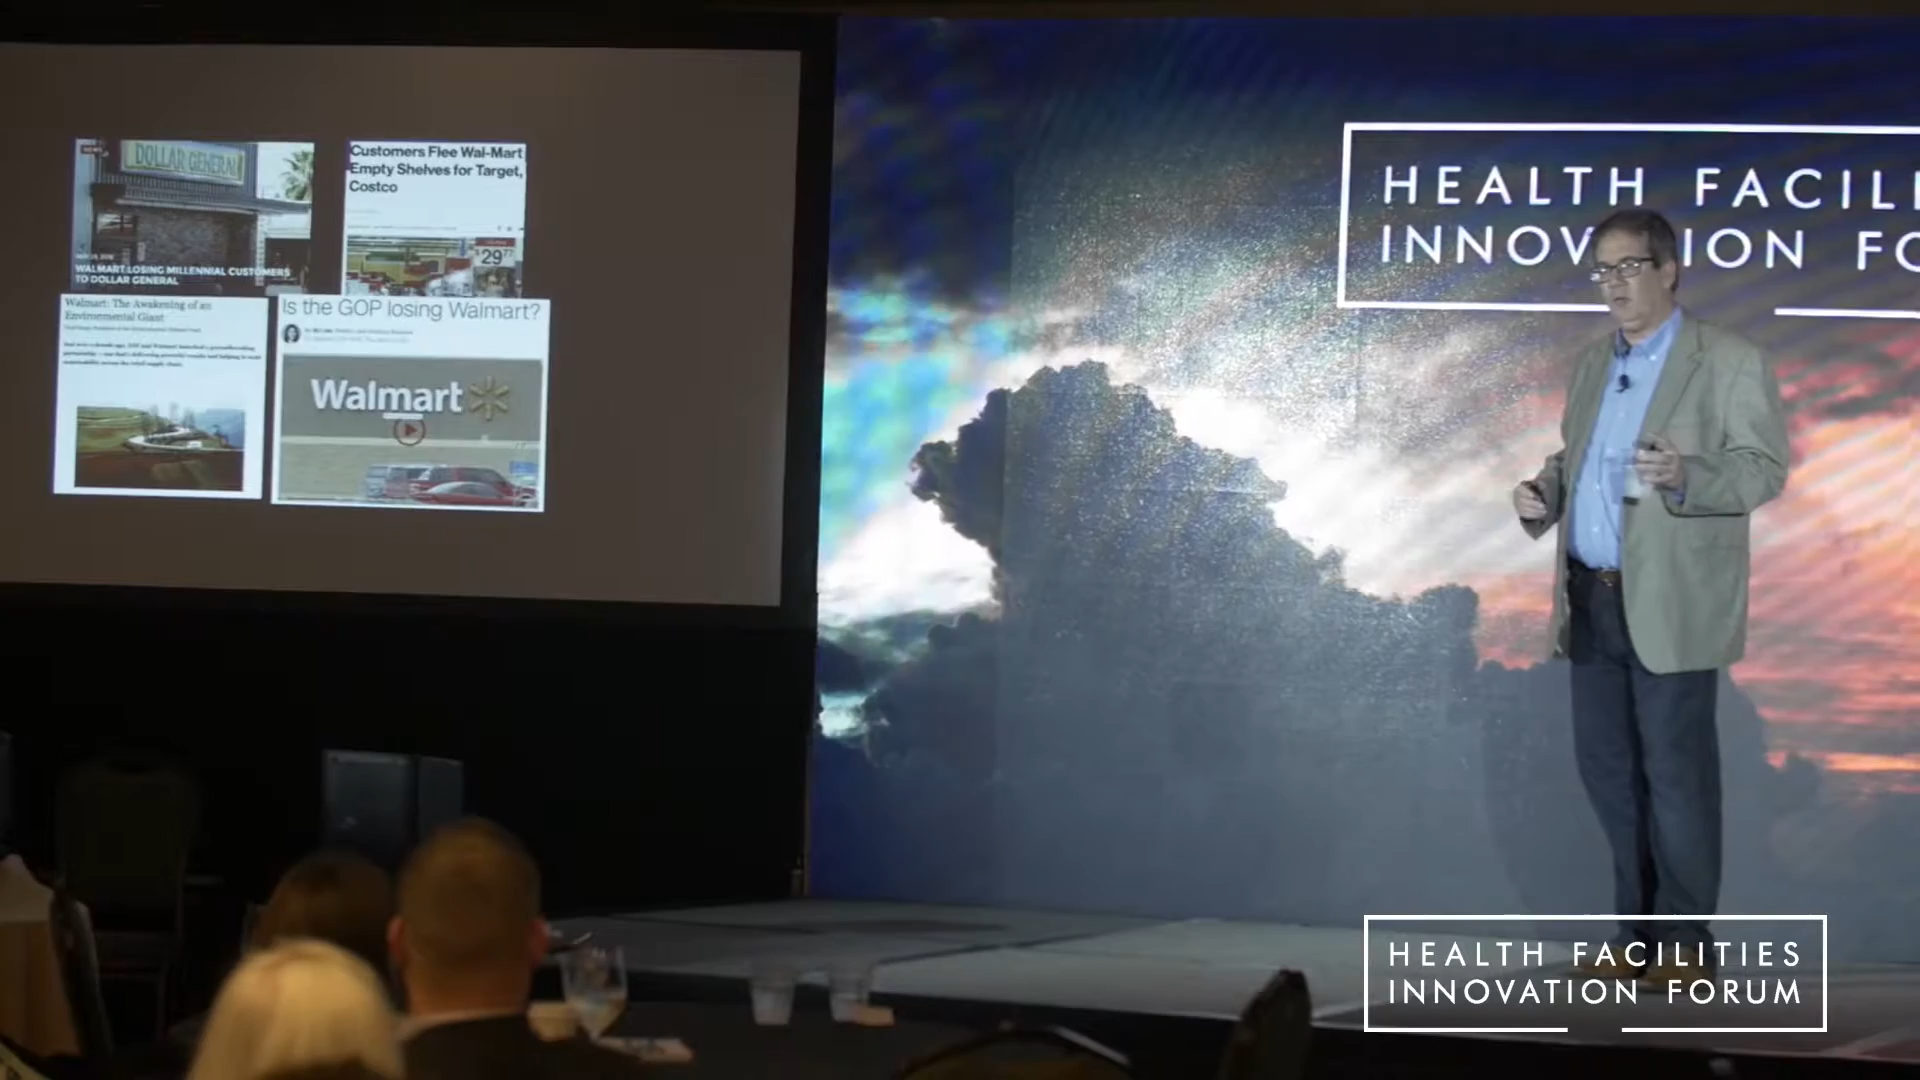 DOLLAR GENERAL
NEWS
WALMART LOSING MILLENNIAL CUSTOMERS
TO DOLLAR GENERAL
Customers Flee Wal-Mart
Empty Shelves for Target,
Costco
$29
Walmart: The Awakening of an
Environmental Giant
Is the GOP losing Walmart?
Walmart
HEALTH FACILI
INNOV ION FO
HEALTH FACILITIES
INNOVATION FORUM